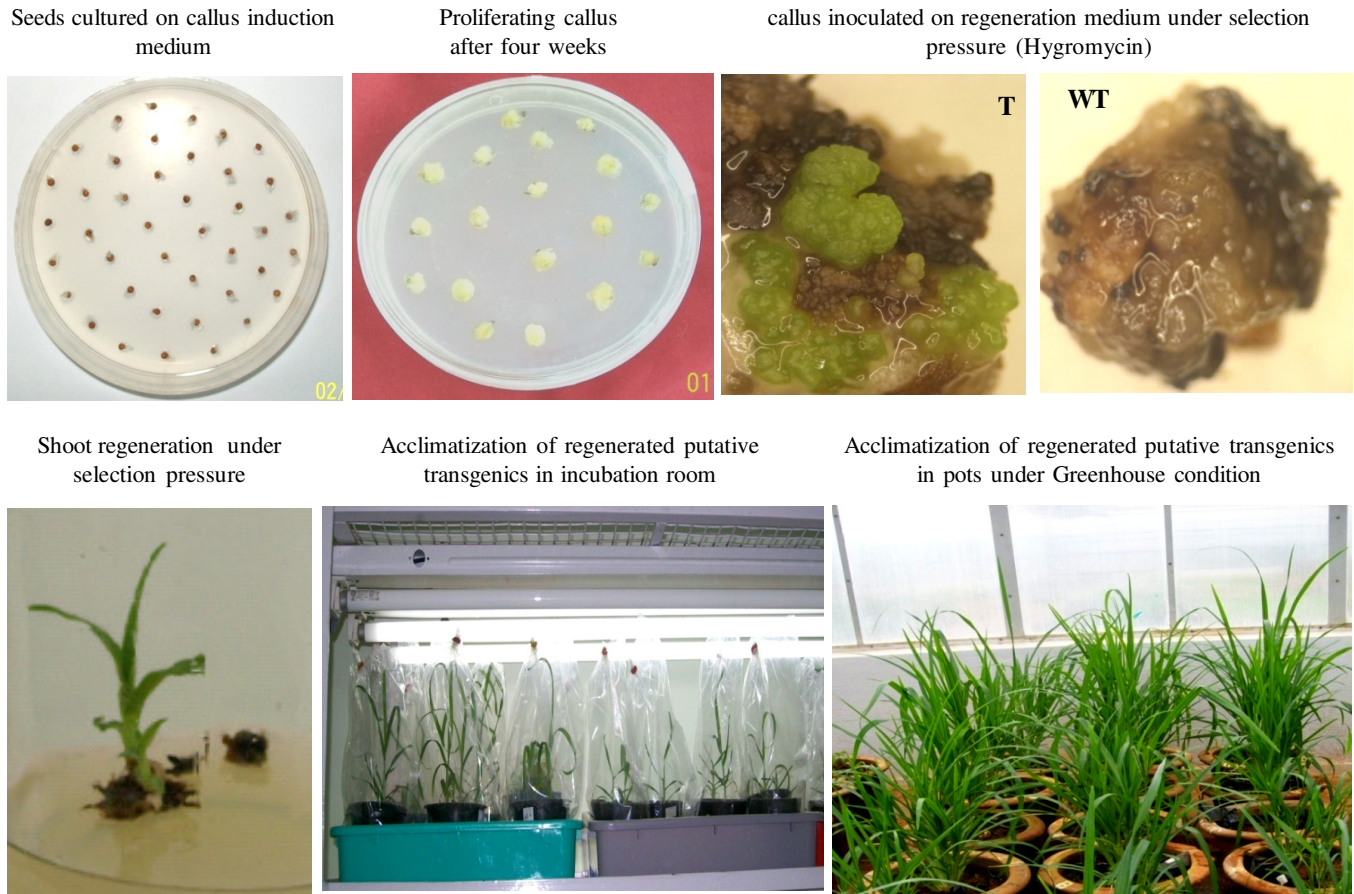 Seeds cultured on callus induction
medium
Proliferating callus
after four weeks
callus inoculated on regeneration medium under selection
pressure (Hygromycin)
T
WT
02/
01
Shoot regeneration under
selection pressure
Acclimatization of regenerated putative
transgenics in incubation room
Acclimatization of regenerated putative transgenics
in pots under Greenhouse condition